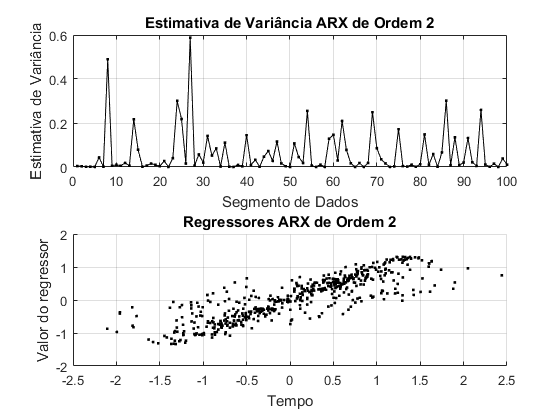 Estimativa de Variância ARX de Ordem 2
Estimativa de Variância
0.6
0.4
0.2
0
0 10 20 30 40 50 60 70 80 90 100
Segmento de Dados
Regressores ARX de Ordem 2
Valor do regressor
2
1
0
-1
-2
-2.5 -2 -1.5 -1 -0.5 0 0.5 1 1.5 2 2.5
Tempo